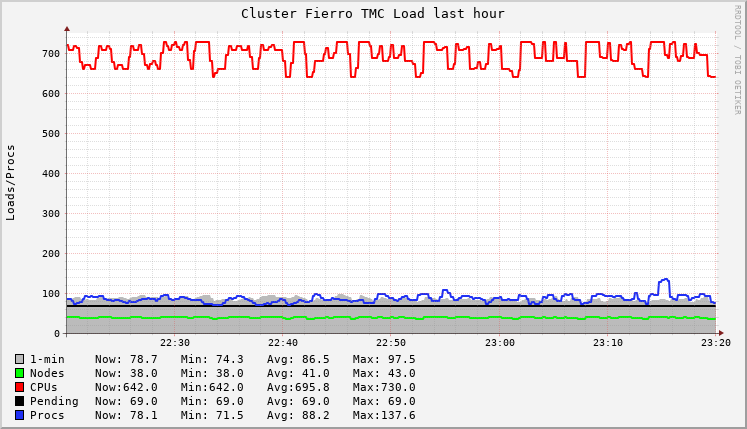 Cluster Fierro TMC Load last hour
RRDTOOL / TOBI OETIKER
Loads/Procs
700
600
500
400
300
200
100
0
22:30 22:40 22:50 23:00 23:10 23:20
1-min Now: 78.7 Min: 74.3 Avg: 86.5 Max: 97.5
Nodes Now: 38.0 Min: 38.0 Avg: 41.0 Max: 43.0
CPUs Now:642.0 Min:642.0 Avg:695.8 Max:730.0
Pending Now: 69.0 Min: 69.0 Avg: 69.0 Max: 69.0
Procs Now: 78.1 Min: 71.5 Avg: 88.2 Max:137.6